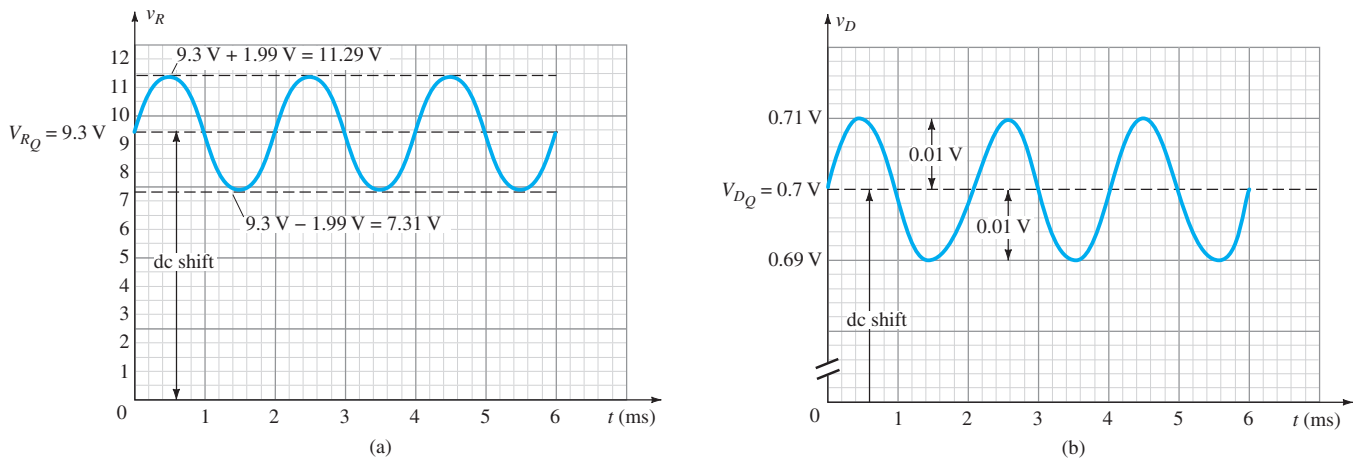 v_R
12
9.3 V + 1.99 V = 11.29 V
11
10
V_RQ = 9.3 V
9
8
7
9.3 V − 1.99 V = 7.31 V
6
5
dc shift
4
3
2
1
0
1 2 3 4 5 6 t (ms)
(a)
v_D
0.71 V
0.01 V
V_DQ = 0.7 V
0.01 V
0.69 V
dc shift
0
1 2 3 4 5 6 t (ms)
(b)